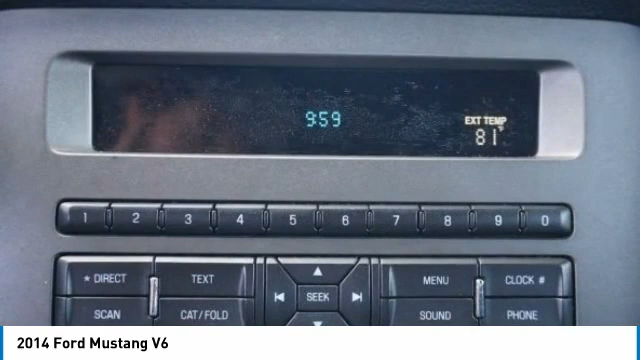 9:59
EXT TEMP
81°
1 2 3 4 5 6 7 8 9 0
* DIRECT TEXT MENU CLOCK #
SEEK
SCAN CAT/FOLD SOUND PHONE
2014 Ford Mustang V6